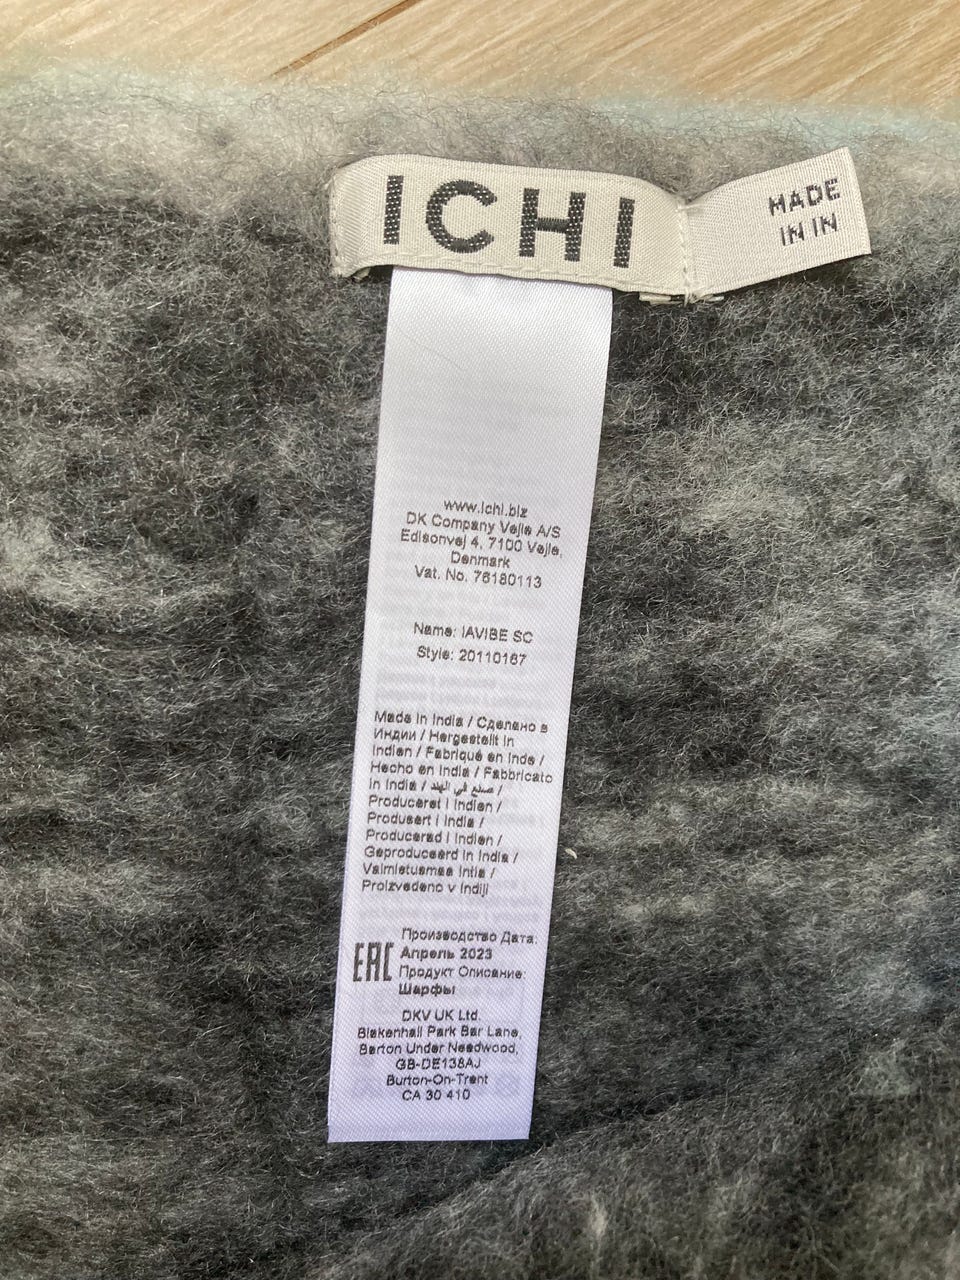 ICHI
MADE
IN IN
www.ichi.biz
DK Company Vejle A/S
Edisonvej 4, 7100 Vejle,
Denmark
Vat. No. 76180113
Name: IAVIBE SC
Style: 20110167
Made in India / Сделано в
Индии / Hergestellt in
Indien / Fabriqué en Inde /
Hecho en India / Fabbricato
in India / صنع في الهند /
Produceret i Indien /
Produsert i India /
Producerad i Indien /
Geproduceerd in India /
Valmistusmaa Intia /
Proizvedeno v Indiji
EAC
Производство Дата:
Апрель 2023
Продукт Описание:
Шарфы
DKV UK Ltd.
Blakenhall Park Bar Lane,
Barton Under Needwood,
GB-DE138AJ
Burton-On-Trent
CA 30 410